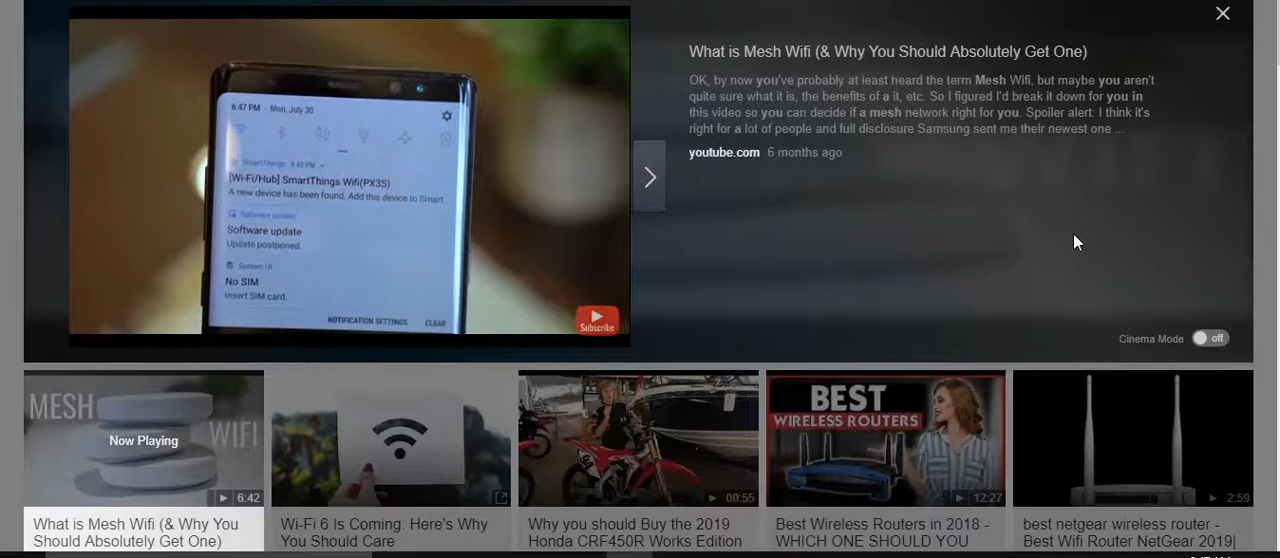 What is Mesh Wifi (& Why You Should Absolutely Get One)
OK, by now you've probably at least heard the term Mesh Wifi, but maybe you aren't
quite sure what it is, the benefits of a it, etc. So I figured I'd break it down for you in
this video so you can decide if a mesh network right for you. Spoiler alert: I think it's
right for a lot of people and full disclosure Samsung sent me their newest one ...
youtube.com 6 months ago
6:47 PM Mon, July 30
SmartThings 6:43 PM
[Wi-Fi/Hub] SmartThings Wifi(PX3S)
A new device has been found. Add this device to Smart.
Software update
Software update
Update postponed.
System UI
No SIM
Insert SIM card.
NOTIFICATION SETTINGS CLEAR
Subscribe
Cinema Mode off
MESH
WIFI
Now Playing
6:42
What is Mesh Wifi (& Why You
Should Absolutely Get One)
Wi-Fi 6 Is Coming: Here's Why
You Should Care
00:55
Why you should Buy the 2019
Honda CRF450R Works Edition
BEST
WIRELESS ROUTERS
12:27
Best Wireless Routers in 2018 -
WHICH ONE SHOULD YOU
2:59
best netgear wireless router -
Best Wifi Router NetGear 2019|